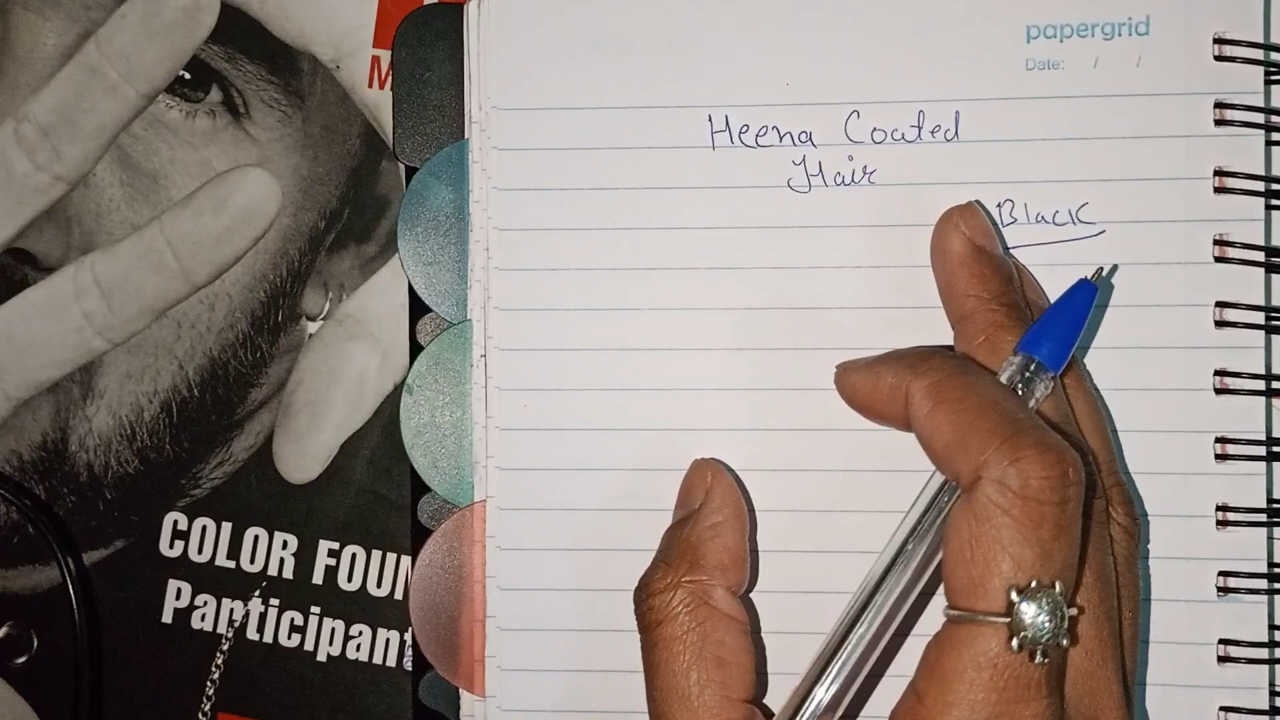 M
COLOR FOUN
Participant
papergrid
Date: / /
Heena Coated
Hair
Black